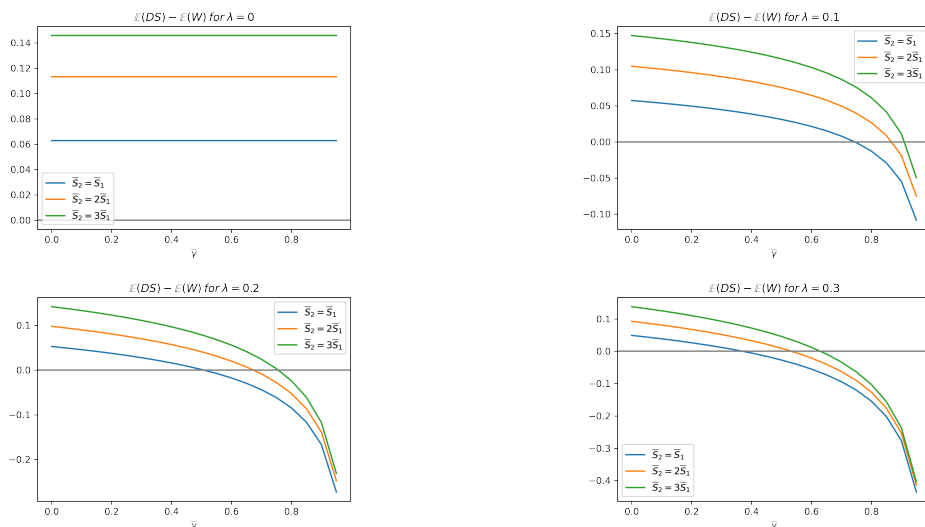 𝔼(DS) − 𝔼(W) for λ = 0
0.14
0.12
0.10
0.08
0.06
0.04
0.02
0.00
S̅₂ = S̅₁
S̅₂ = 2S̅₁
S̅₂ = 3S̅₁
0.0 0.2 0.4 0.6 0.8
γ̅
𝔼(DS) − 𝔼(W) for λ = 0.1
0.15
0.10
0.05
0.00
−0.05
−0.10
S̅₂ = S̅₁
S̅₂ = 2S̅₁
S̅₂ = 3S̅₁
0.0 0.2 0.4 0.6 0.8
γ̅
𝔼(DS) − 𝔼(W) for λ = 0.2
0.1
0.0
−0.1
−0.2
S̅₂ = S̅₁
S̅₂ = 2S̅₁
S̅₂ = 3S̅₁
0.0 0.2 0.4 0.6 0.8
γ̅
𝔼(DS) − 𝔼(W) for λ = 0.3
0.1
0.0
−0.1
−0.2
−0.3
−0.4
S̅₂ = S̅₁
S̅₂ = 2S̅₁
S̅₂ = 3S̅₁
0.0 0.2 0.4 0.6 0.8
γ̅